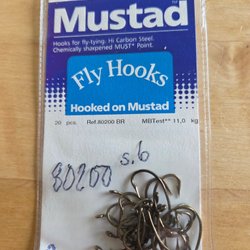 Mustad
Hooks for fly-tying. Hi Carbon Steel.
Chemically sharpened MUST* Point.
Fly Hooks
Hooked on Mustad
20 pcs. Ref.80200 BR MBTest** 11,0 kg
80200 s.6